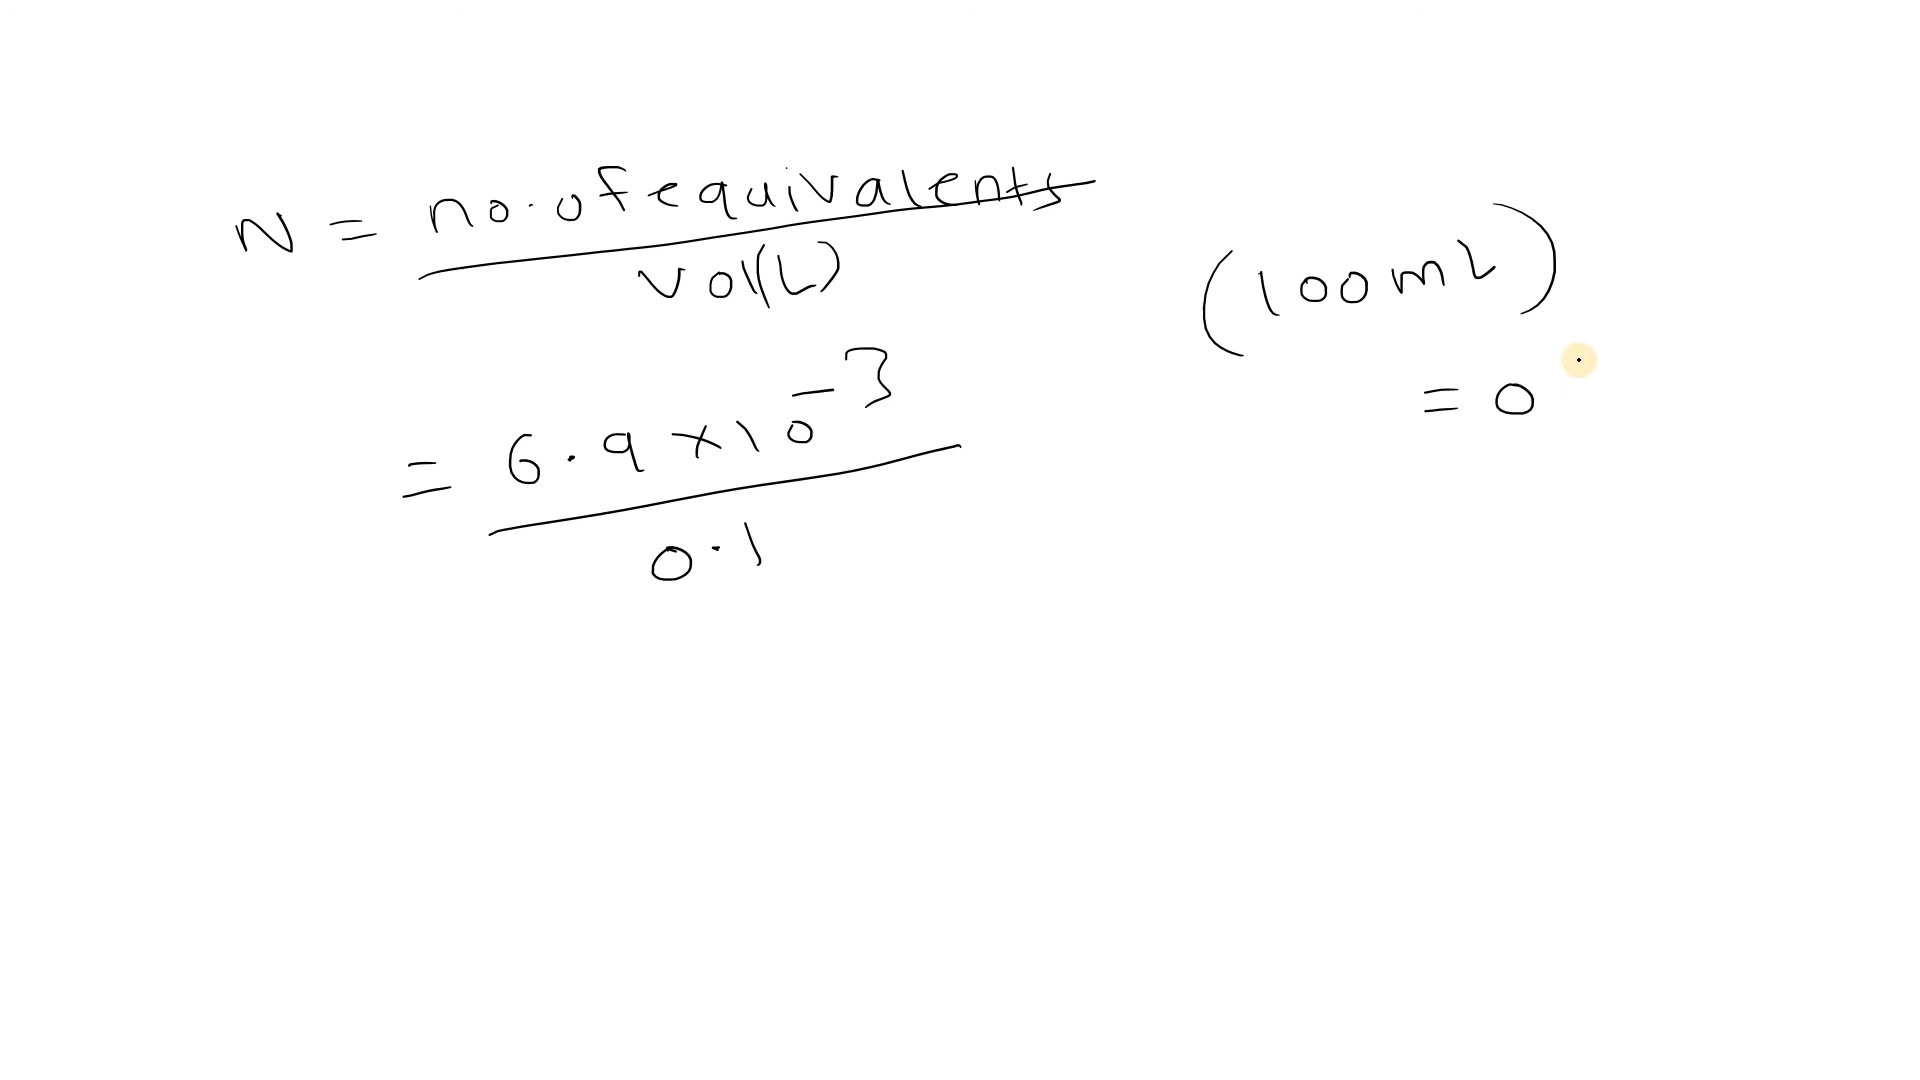 N = no. of equivalents
vol(L)
(100mL)
= 0
= 6.9 x 10^-3
0.1